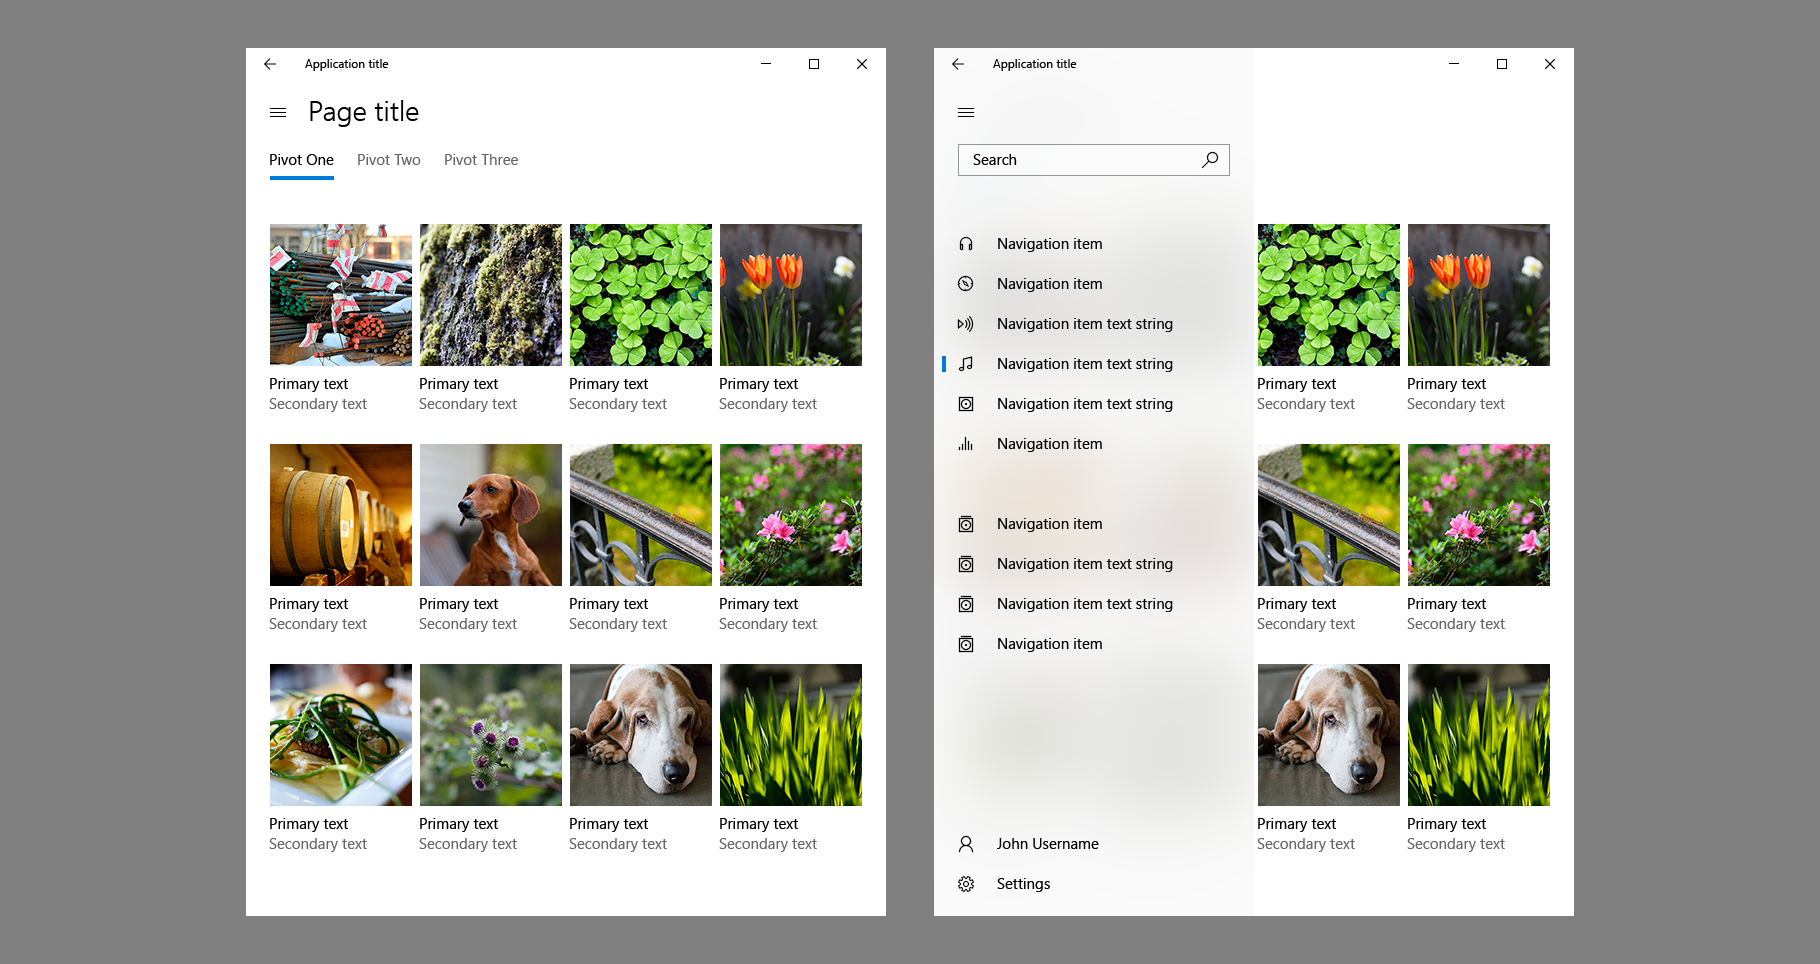 Application title
Page title
Pivot One Pivot Two Pivot Three
Primary text Primary text Primary text Primary text
Secondary text Secondary text Secondary text Secondary text
Primary text Primary text Primary text Primary text
Secondary text Secondary text Secondary text Secondary text
Primary text Primary text Primary text Primary text
Secondary text Secondary text Secondary text Secondary text
Application title
Search
Navigation item
Navigation item
Navigation item text string
Navigation item text string
Navigation item text string
Navigation item
Navigation item
Navigation item text string
Navigation item text string
Navigation item
John Username
Settings
Primary text Primary text
Secondary text Secondary text
Primary text Primary text
Secondary text Secondary text
Primary text Primary text
Secondary text Secondary text